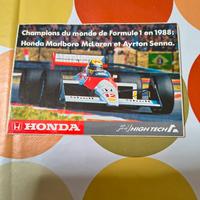 Champions du monde de Formule 1 en 1988:
Honda Marlboro McLaren et Ayrton Senna.
HONDA
HIGH TECH